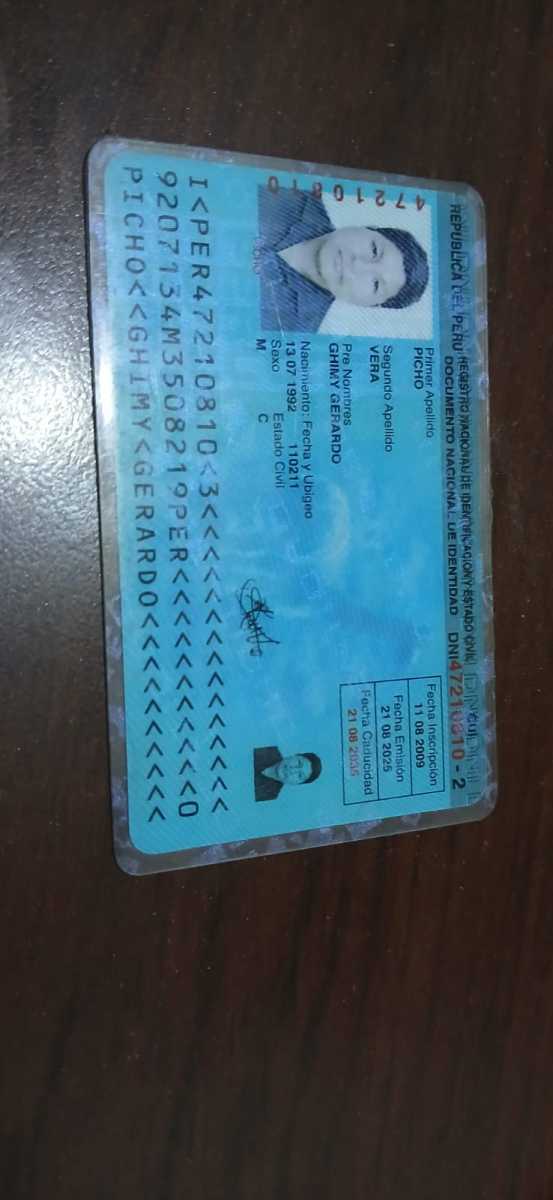 REPUBLICA DEL PERU REGISTRO NACIONAL DE IDENTIFICACION Y ESTADO CIVIL
DOCUMENTO NACIONAL DE IDENTIDAD DNI 47210810 - 2
47210810
Primer Apellido
PICHO
Segundo Apellido
VERA
Pre Nombres
GHIMY GERARDO
Nacimiento: Fecha y Ubigeo
13 07 1992 110211
Sexo Estado Civil
M C
Fecha Inscripción
11 08 2009
Fecha Emisión
21 08 2025
Fecha Caducidad
21 08 2035
I<PER47210810<3<<<<<<<<<<<<<<<
9207134M3508219PER<<<<<<<<<<<0
PICHO<<GHIMY<GERARDO<<<<<<<<<<